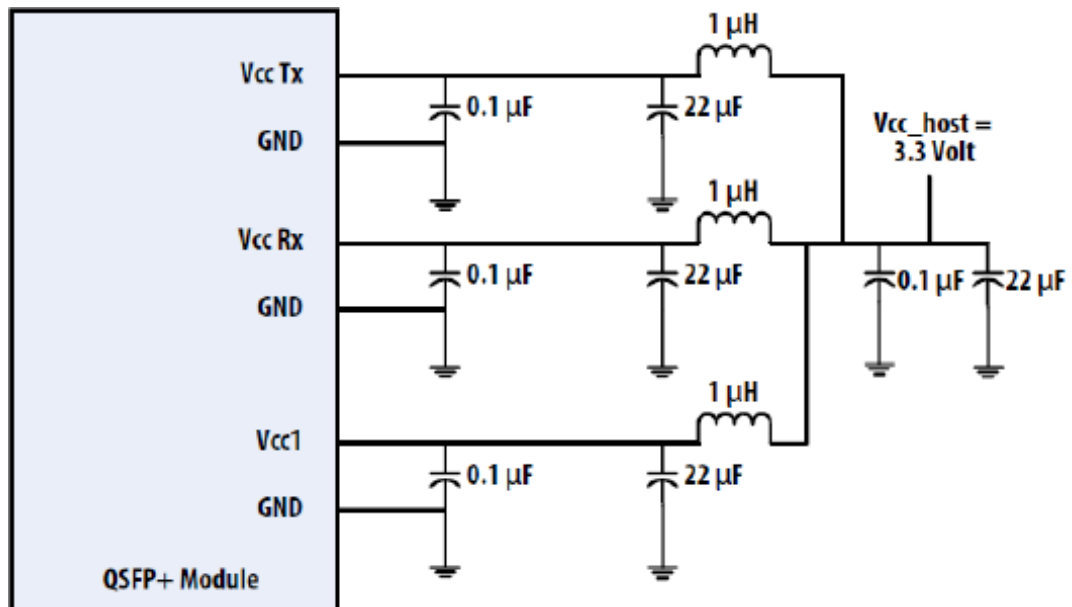 1 µH
Vcc Tx
0.1 µF
22 µF
Vcc_host =
3.3 Volt
GND
1 µH
Vcc Rx
0.1 µF
22 µF
0.1 µF
22 µF
GND
1 µH
Vcc1
0.1 µF
22 µF
GND
QSFP+ Module